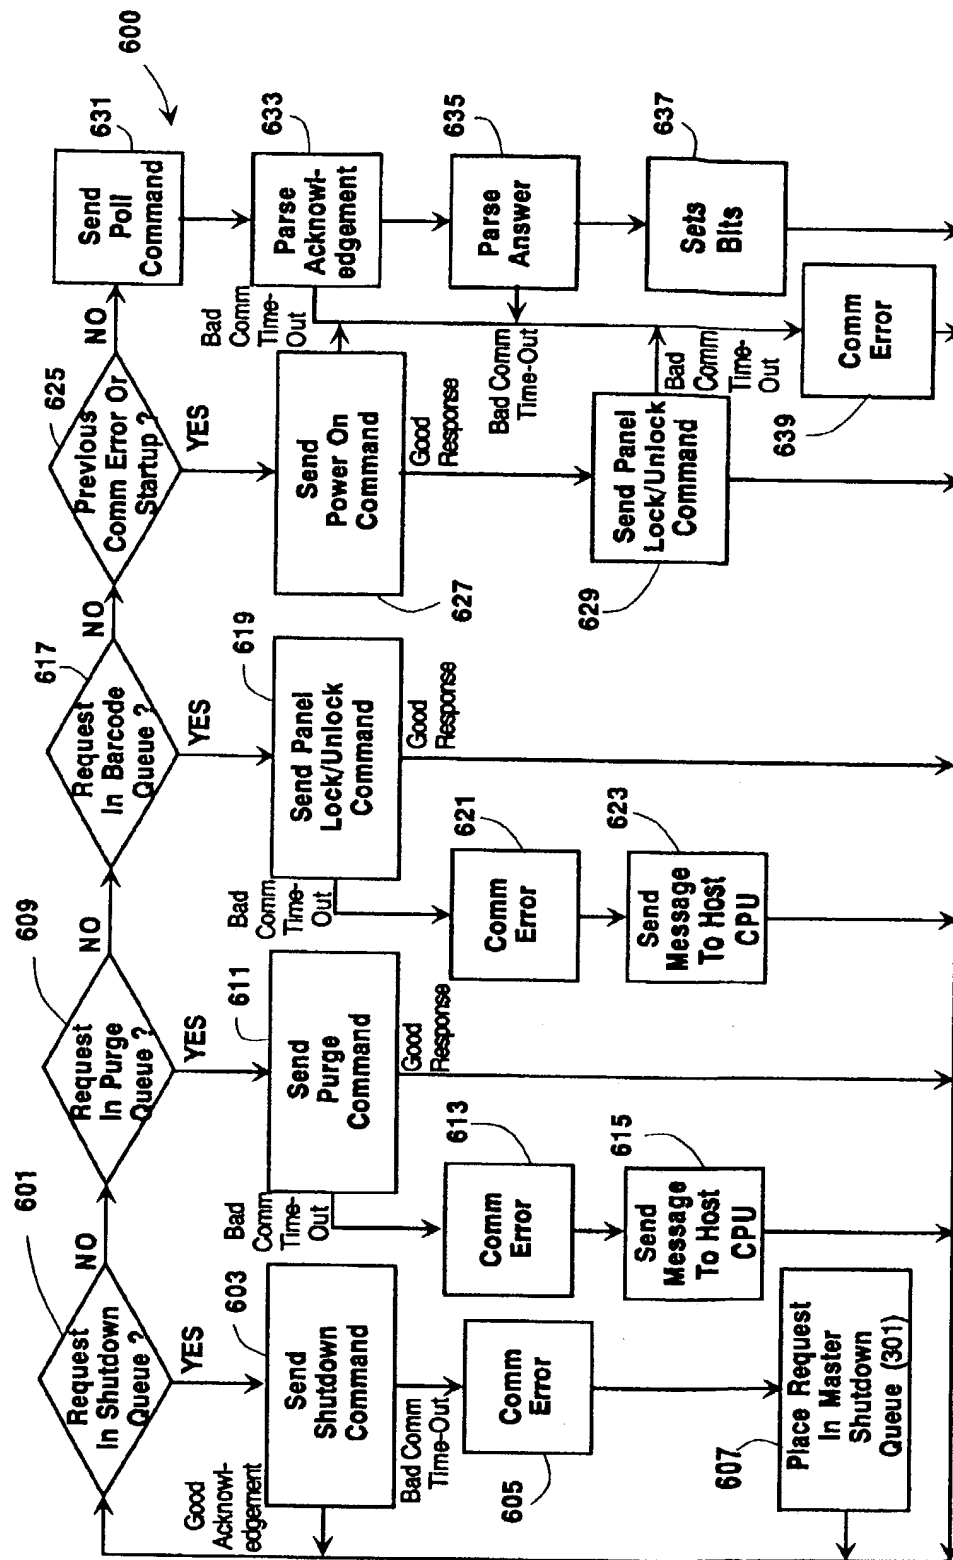 600
601
Request
In Shutdown
Queue ?
NO
YES
603
Send
Shutdown
Command
Good
Acknowl-
edgement
Bad Comm
Time-Out
605
Comm
Error
607
Place Request
In Master
Shutdown
Queue (301)
609
Request
In Purge
Queue ?
NO
YES
611
Send
Purge
Command
Bad
Comm
Time-
Out
Good
Response
613
Comm
Error
615
Send
Message
To Host
CPU
617
Request
In Barcode
Queue ?
NO
YES
619
Send Panel
Lock/Unlock
Command
Bad
Comm
Time-
Out
Good
Response
621
Comm
Error
623
Send
Message
To Host
CPU
625
Previous
Comm Error Or
Startup ?
NO
YES
627
Send
Power On
Command
Good
Response
629
Send Panel
Lock/Unlock
Command
Bad
Comm
Time-
Out
631
Send
Poll
Command
633
Parse
Acknowl-
edgement
Bad
Comm
Time-
Out
635
Parse
Answer
Bad Comm
Time-Out
637
Sets
Bits
639
Comm
Error